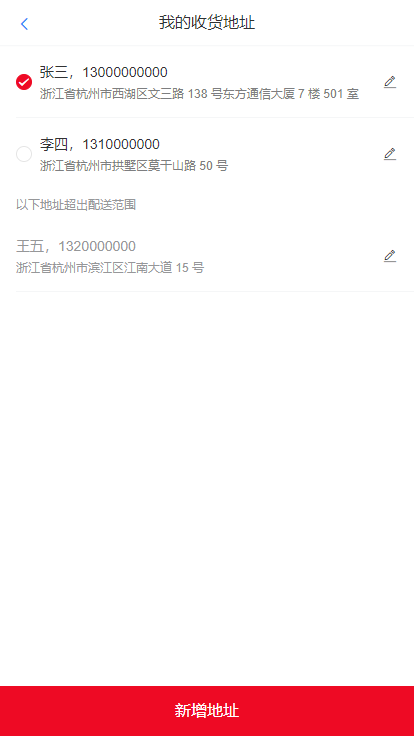 我的收货地址
张三，13000000000
浙江省杭州市西湖区文三路 138 号东方通信大厦 7 楼 501 室
李四，1310000000
浙江省杭州市拱墅区莫干山路 50 号
以下地址超出配送范围
王五，1320000000
浙江省杭州市滨江区江南大道 15 号
新增地址